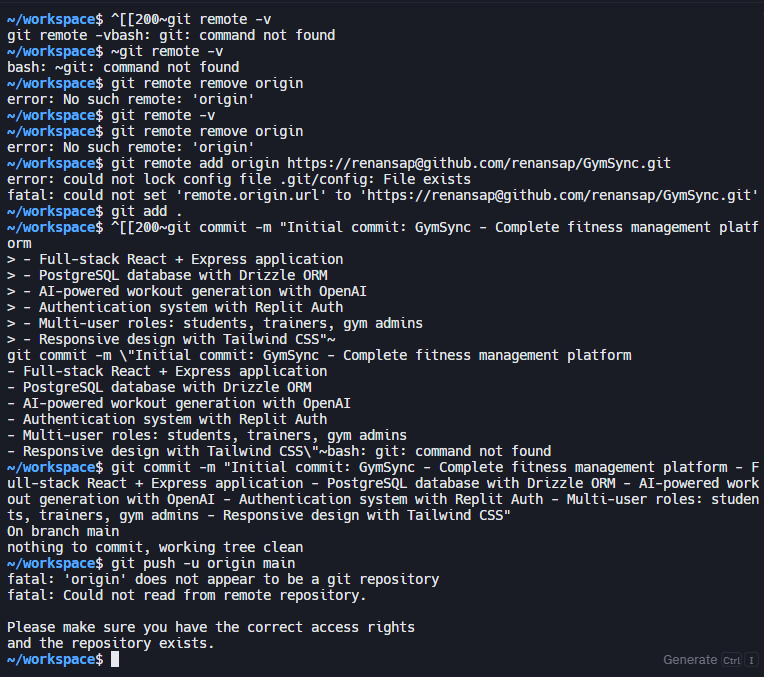 ~/workspace$ ^[[200~git remote -v
git remote -vbash: git: command not found
~/workspace$ ~git remote -v
bash: ~git: command not found
~/workspace$ git remote remove origin
error: No such remote: 'origin'
~/workspace$ git remote -v
~/workspace$ git remote remove origin
error: No such remote: 'origin'
~/workspace$ git remote add origin https://renansap@github.com/renansap/GymSync.git
error: could not lock config file .git/config: File exists
fatal: could not set 'remote.origin.url' to 'https://renansap@github.com/renansap/GymSync.git'
~/workspace$ git add .
~/workspace$ ^[[200~git commit -m "Initial commit: GymSync - Complete fitness management platf
orm
> - Full-stack React + Express application
> - PostgreSQL database with Drizzle ORM
> - AI-powered workout generation with OpenAI
> - Authentication system with Replit Auth
> - Multi-user roles: students, trainers, gym admins
> - Responsive design with Tailwind CSS"~
git commit -m \"Initial commit: GymSync - Complete fitness management platform
- Full-stack React + Express application
- PostgreSQL database with Drizzle ORM
- AI-powered workout generation with OpenAI
- Authentication system with Replit Auth
- Multi-user roles: students, trainers, gym admins
- Responsive design with Tailwind CSS\"~bash: git: command not found
~/workspace$ git commit -m "Initial commit: GymSync - Complete fitness management platform - F
ull-stack React + Express application - PostgreSQL database with Drizzle ORM - AI-powered work
out generation with OpenAI - Authentication system with Replit Auth - Multi-user roles: studen
ts, trainers, gym admins - Responsive design with Tailwind CSS"
On branch main
nothing to commit, working tree clean
~/workspace$ git push -u origin main
fatal: 'origin' does not appear to be a git repository
fatal: Could not read from remote repository.

Please make sure you have the correct access rights
and the repository exists.
~/workspace$
Generate Ctrl I